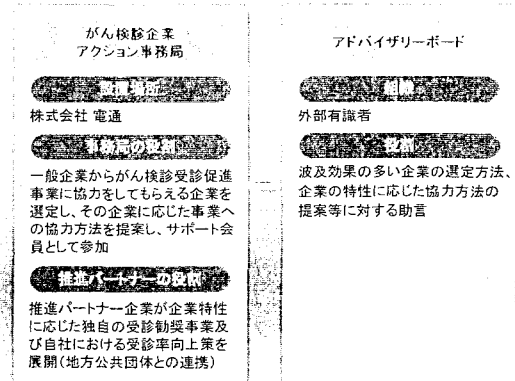 がん検診企業
アクション事務局
設置場所
株式会社 電通
事務局の役割
一般企業からがん検診受診促進
事業に協力をしてもらえる企業を
選定し、その企業に応じた事業へ
の協力方法を提案し、サポート会
員として参加
推進パートナーの役割
推進パートナー企業が企業特性
に応じた独自の受診勧奨事業及
び自社における受診率向上策を
展開(地方公共団体との連携)
アドバイザリーボード
組織
外部有識者
役割
波及効果の多い企業の選定方法、
企業の特性に応じた協力方法の
提案等に対する助言